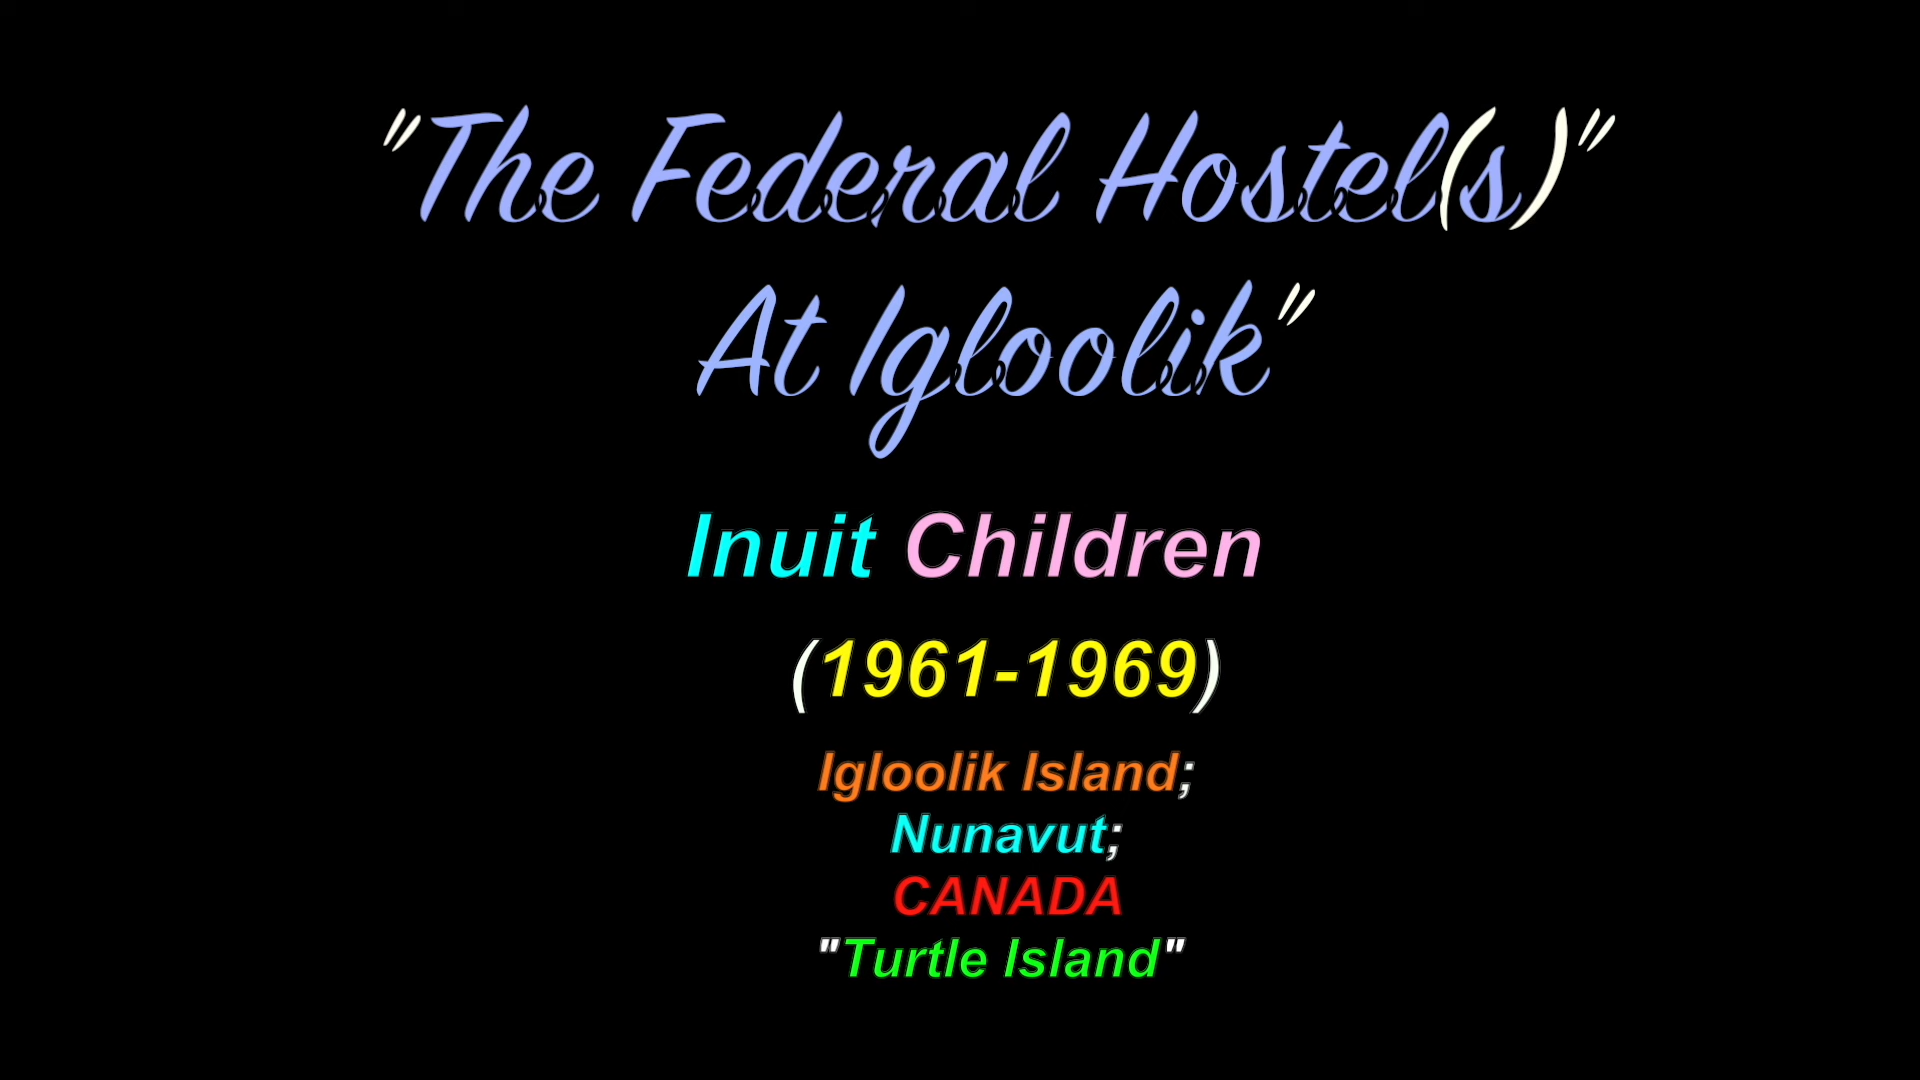 "The Federal Hostel(s)"
At Igloolik"
Inuit Children
(1961-1969)
Igloolik Island;
Nunavut;
CANADA
"Turtle Island"